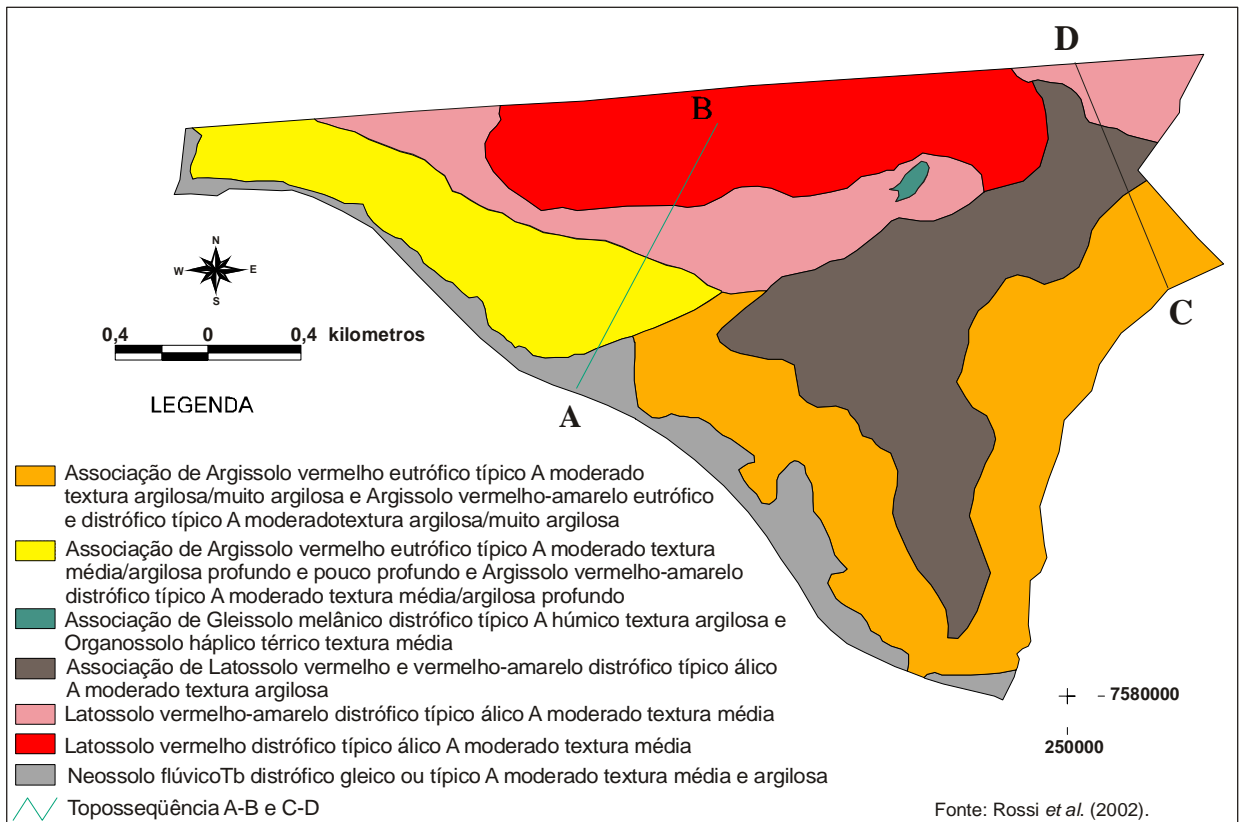 D
B
N
W E
S
C
0,4 0 0,4 kilometros
A
LEGENDA
Associação de Argissolo vermelho eutrófico típico A moderado
textura argilosa/muito argilosa e Argissolo vermelho-amarelo eutrófico
e distrófico típico A moderadotextura argilosa/muito argilosa
Associação de Argissolo vermelho eutrófico típico A moderado textura
média/argilosa profundo e pouco profundo e Argissolo vermelho-amarelo
distrófico típico A moderado textura média/argilosa profundo
Associação de Gleissolo melânico distrófico típico A húmico textura argilosa e
Organossolo háplico térrico textura média
Associação de Latossolo vermelho e vermelho-amarelo distrófico típico álico
A moderado textura argilosa
Latossolo vermelho-amarelo distrófico típico álico A moderado textura média
Latossolo vermelho distrófico típico álico A moderado textura média
Neossolo flúvicoTb distrófico gleico ou típico A moderado textura média e argilosa
Toposseqüência A-B e C-D
- 7580000
250000
Fonte: Rossi et al. (2002).